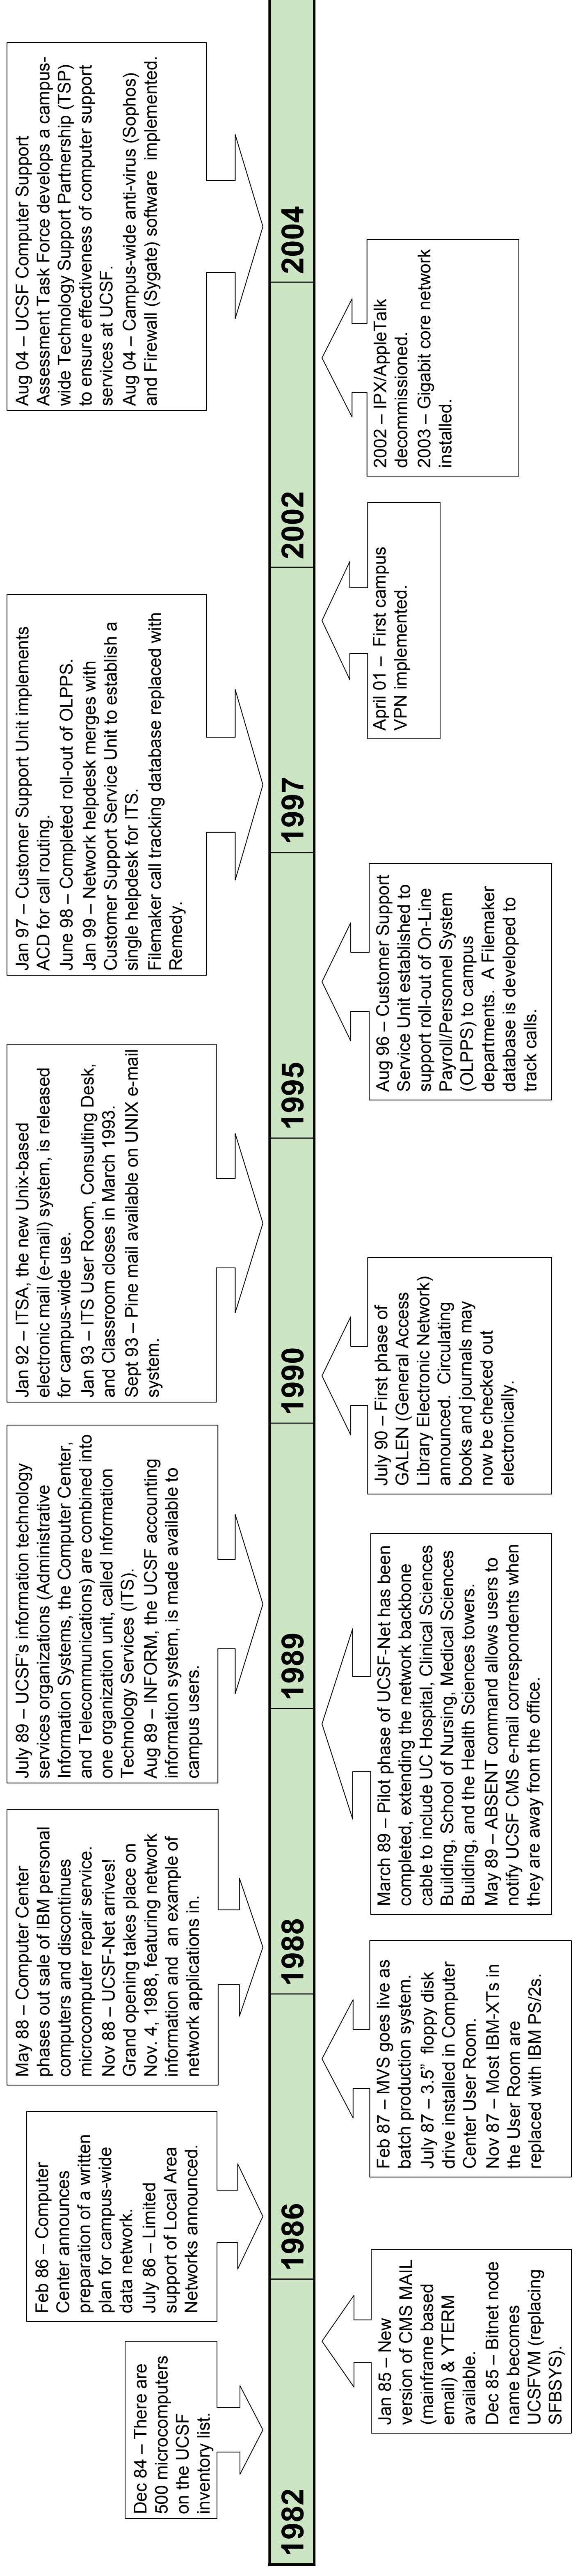 Dec 84 – There are
500 microcomputers
on the UCSF
inventory list.
Feb 86 – Computer
Center announces
preparation of a written
plan for campus-wide
data network.
July 86 – Limited
support of Local Area
Networks announced.
May 88 – Computer Center
phases out sale of IBM personal
computers and discontinues
microcomputer repair service.
Nov 88 – UCSF-Net arrives!
Grand opening takes place on
Nov. 4, 1988, featuring network
information and  an example of
network applications in.
July 89 – UCSF's information technology
services organizations (Administrative
Information Systems, the Computer Center,
and Telecommunications) are combined into
one organization unit, called Information
Technology Services (ITS).
Aug 89 – INFORM, the UCSF accounting
information system, is made available to
campus users.
Jan 92 – ITSA, the new Unix-based
electronic mail (e-mail) system, is released
for campus-wide use.
Jan 93 – ITS User Room, Consulting Desk,
and Classroom closes in March 1993.
Sept 93 – Pine mail available on UNIX e-mail
system.
Jan 97 – Customer Support Unit implements
ACD for call routing.
June 98 – Completed roll-out of OLPPS.
Jan 99 – Network helpdesk merges with
Customer Support Service Unit to establish a
single helpdesk for ITS.
Filemaker call tracking database replaced with
Remedy.
Aug 04 – UCSF Computer Support
Assessment Task Force develops a campus-
wide Technology Support Partnership (TSP)
to ensure effectiveness of computer support
services at UCSF.
Aug 04 – Campus-wide anti-virus (Sophos)
and Firewall (Sygate) software  implemented.
1982
1986
1988
1989
1990
1995
1997
2002
2004
Jan 85 – New
version of CMS MAIL
(mainframe based
email) & YTERM
available.
Dec 85 – Bitnet node
name becomes
UCSFVM (replacing
SFBSYS).
Feb 87 – MVS goes live as
batch production system.
July 87 – 3.5” floppy disk
drive installed in Computer
Center User Room.
Nov 87 – Most IBM-XTs in
the User Room are
replaced with IBM PS/2s.
March 89 – Pilot phase of UCSF-Net has been
completed, extending the network backbone
cable to include UC Hospital, Clinical Sciences
Building, School of Nursing, Medical Sciences
Building, and the Health Sciences towers.
May 89 – ABSENT command allows users to
notify UCSF CMS e-mail correspondents when
they are away from the office.
July 90 – First phase of
GALEN (General Access
Library Electronic Network)
announced.  Circulating
books and journals may
now be checked out
electronically.
Aug 96 – Customer Support
Service Unit established to
support roll-out of On-Line
Payroll/Personnel System
(OLPPS) to campus
departments.  A Filemaker
database is developed to
track calls.
April 01 –  First campus
VPN implemented.
2002 – IPX/AppleTalk
decommissioned.
2003 – Gigabit core network
installed.